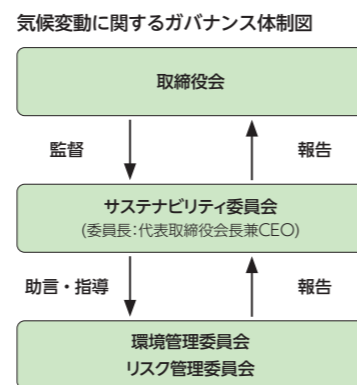 気候変動に関するガバナンス体制図
取締役会
監督 報告
サステナビリティ委員会
(委員長:代表取締役会長兼CEO)
助言・指導 報告
環境管理委員会
リスク管理委員会